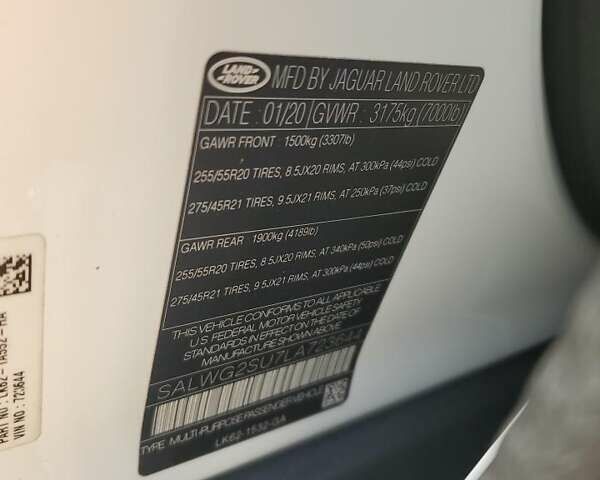 LAND-
-ROVER
MFD BY JAGUAR LAND ROVER LTD
DATE : 01/20 GVWR : 3175kg (7000lb)
GAWR FRONT : 1500kg (3307lb)
255/55R20 TIRES, 8.5JX20 RIMS, AT 300kPa (44psi) COLD
275/45R21 TIRES, 9.5JX21 RIMS, AT 250kPa (37psi) COLD
GAWR REAR : 1900kg (4189lb)
255/55R20 TIRES, 8.5JX20 RIMS, AT 340kPa (50psi) COLD
275/45R21 TIRES, 9.5JX21 RIMS, AT 300kPa (44psi) COLD
THIS VEHICLE CONFORMS TO ALL APPLICABLE
U.S. FEDERAL MOTOR VEHICLE SAFETY
STANDARDS IN EFFECT ON THE DATE OF
MANUFACTURE SHOWN ABOVE
SALWG2SU7LA723644
TYPE MULTI-PURPOSE PASSENGER VEHICLE
LK62-1532-GA
PART NO :
VIN NO : 723644